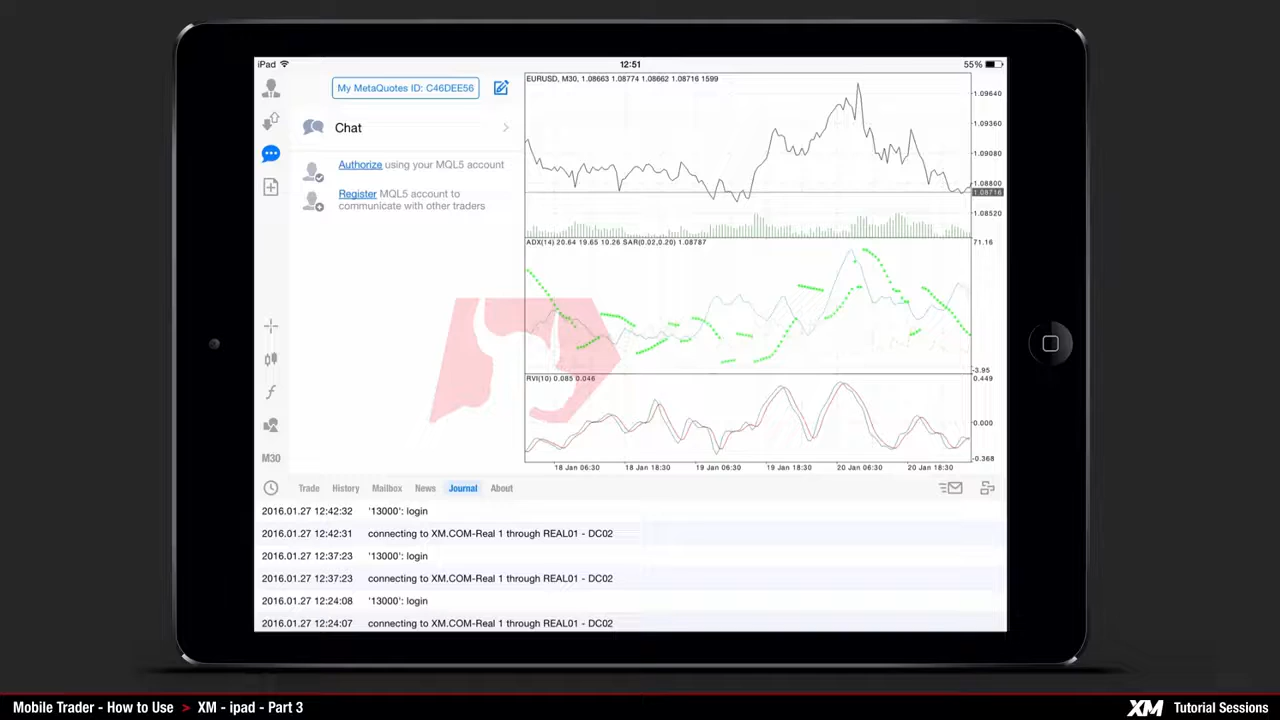 iPad 12:51 55%
My MetaQuotes ID: C46DEE56
Chat
Authorize using your MQL5 account
Register MQL5 account to
communicate with other traders
M30
EURUSD, M30, 1.08663 1.08774 1.08662 1.08716 1599
1.09640
1.09360
1.09080
1.08800
1.08716
1.08520
ADX(14) 20.64 19.65 10.26 SAR(0.02,0.20) 1.08787
71.16
-3.95
RVI(10) 0.085 0.046
0.449
0.000
-0.368
18 Jan 06:30 18 Jan 18:30 19 Jan 06:30 19 Jan 18:30 20 Jan 06:30 20 Jan 18:30
Trade History Mailbox News Journal About
2016.01.27 12:42:32 '13000': login
2016.01.27 12:42:31 connecting to XM.COM-Real 1 through REAL01 - DC02
2016.01.27 12:37:23 '13000': login
2016.01.27 12:37:23 connecting to XM.COM-Real 1 through REAL01 - DC02
2016.01.27 12:24:08 '13000': login
2016.01.27 12:24:07 connecting to XM.COM-Real 1 through REAL01 - DC02
Mobile Trader - How to Use > XM - ipad - Part 3
XM Tutorial Sessions